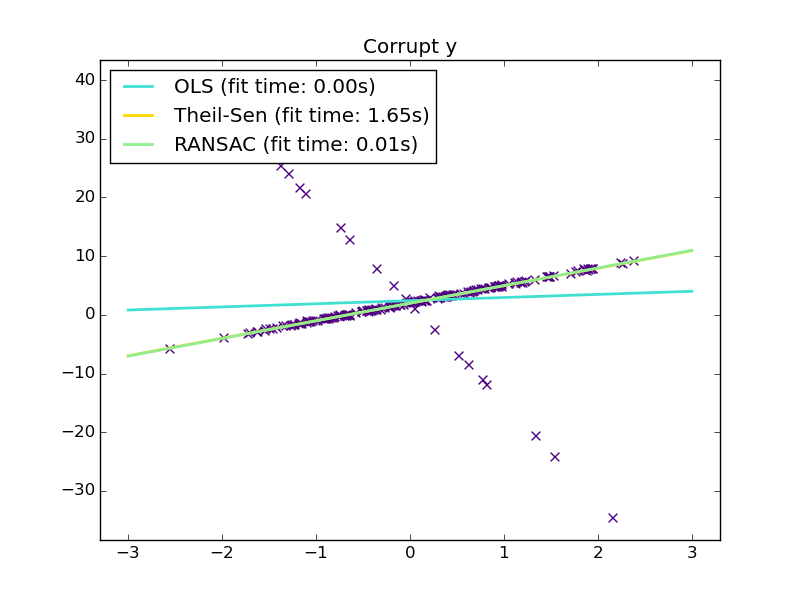 Corrupt y
OLS (fit time: 0.00s)
Theil-Sen (fit time: 1.65s)
RANSAC (fit time: 0.01s)
40
30
20
10
0
−10
−20
−30
−3 −2 −1 0 1 2 3